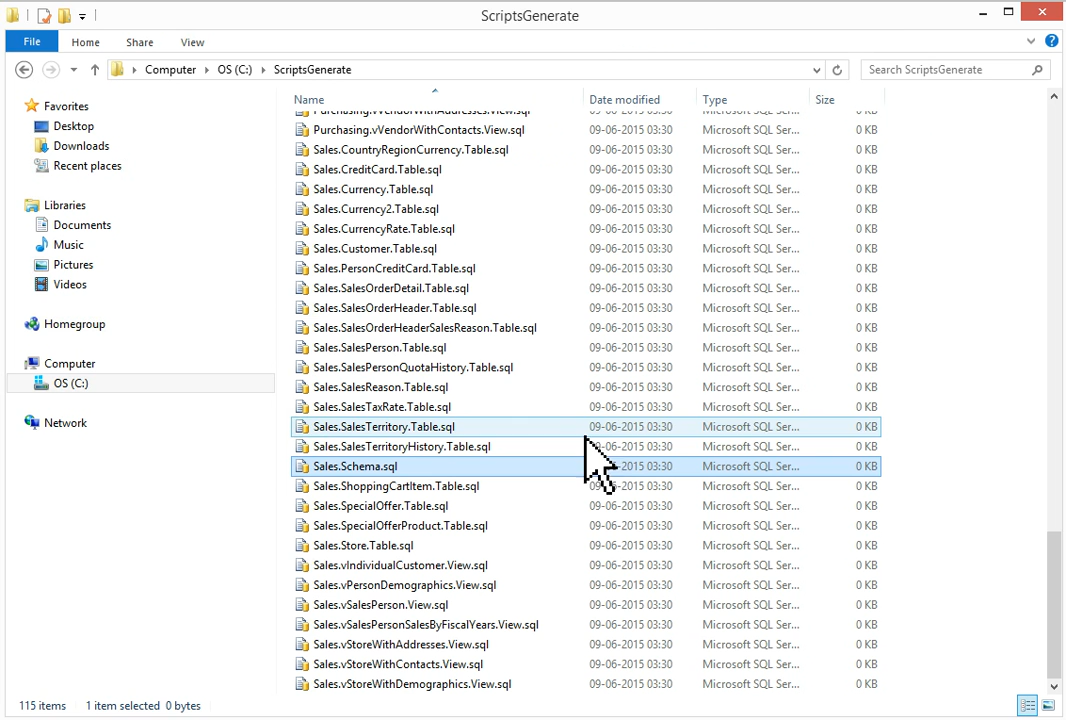 ScriptsGenerate
File Home Share View
Computer OS (C:) ScriptsGenerate Search ScriptsGenerate
Favorites
Desktop
Downloads
Recent places
Libraries
Documents
Music
Pictures
Videos
Homegroup
Computer
OS (C:)
Network
Name Date modified Type Size
Purchasing.vVendorWithAddresses.View.sql 09-06-2015 03:30 Microsoft SQL Ser... 0 KB
Purchasing.vVendorWithContacts.View.sql 09-06-2015 03:30 Microsoft SQL Ser... 0 KB
Sales.CountryRegionCurrency.Table.sql 09-06-2015 03:30 Microsoft SQL Ser... 0 KB
Sales.CreditCard.Table.sql 09-06-2015 03:30 Microsoft SQL Ser... 0 KB
Sales.Currency.Table.sql 09-06-2015 03:30 Microsoft SQL Ser... 0 KB
Sales.Currency2.Table.sql 09-06-2015 03:30 Microsoft SQL Ser... 0 KB
Sales.CurrencyRate.Table.sql 09-06-2015 03:30 Microsoft SQL Ser... 0 KB
Sales.Customer.Table.sql 09-06-2015 03:30 Microsoft SQL Ser... 0 KB
Sales.PersonCreditCard.Table.sql 09-06-2015 03:30 Microsoft SQL Ser... 0 KB
Sales.SalesOrderDetail.Table.sql 09-06-2015 03:30 Microsoft SQL Ser... 0 KB
Sales.SalesOrderHeader.Table.sql 09-06-2015 03:30 Microsoft SQL Ser... 0 KB
Sales.SalesOrderHeaderSalesReason.Table.sql 09-06-2015 03:30 Microsoft SQL Ser... 0 KB
Sales.SalesPerson.Table.sql 09-06-2015 03:30 Microsoft SQL Ser... 0 KB
Sales.SalesPersonQuotaHistory.Table.sql 09-06-2015 03:30 Microsoft SQL Ser... 0 KB
Sales.SalesReason.Table.sql 09-06-2015 03:30 Microsoft SQL Ser... 0 KB
Sales.SalesTaxRate.Table.sql 09-06-2015 03:30 Microsoft SQL Ser... 0 KB
Sales.SalesTerritory.Table.sql 09-06-2015 03:30 Microsoft SQL Ser... 0 KB
Sales.SalesTerritoryHistory.Table.sql 03:30 Microsoft SQL Ser... 0 KB
Sales.Schema.sql 03:30 Microsoft SQL Ser... 0 KB
Sales.ShoppingCartItem.Table.sql 03:30 Microsoft SQL Ser... 0 KB
Sales.SpecialOffer.Table.sql 09-06-2015 03:30 Microsoft SQL Ser... 0 KB
Sales.SpecialOfferProduct.Table.sql 09-06-2015 03:30 Microsoft SQL Ser... 0 KB
Sales.Store.Table.sql 09-06-2015 03:30 Microsoft SQL Ser... 0 KB
Sales.vIndividualCustomer.View.sql 09-06-2015 03:30 Microsoft SQL Ser... 0 KB
Sales.vPersonDemographics.View.sql 09-06-2015 03:30 Microsoft SQL Ser... 0 KB
Sales.vSalesPerson.View.sql 09-06-2015 03:30 Microsoft SQL Ser... 0 KB
Sales.vSalesPersonSalesByFiscalYears.View.sql 09-06-2015 03:30 Microsoft SQL Ser... 0 KB
Sales.vStoreWithAddresses.View.sql 09-06-2015 03:30 Microsoft SQL Ser... 0 KB
Sales.vStoreWithContacts.View.sql 09-06-2015 03:30 Microsoft SQL Ser... 0 KB
Sales.vStoreWithDemographics.View.sql 09-06-2015 03:30 Microsoft SQL Ser... 0 KB
115 items 1 item selected 0 bytes